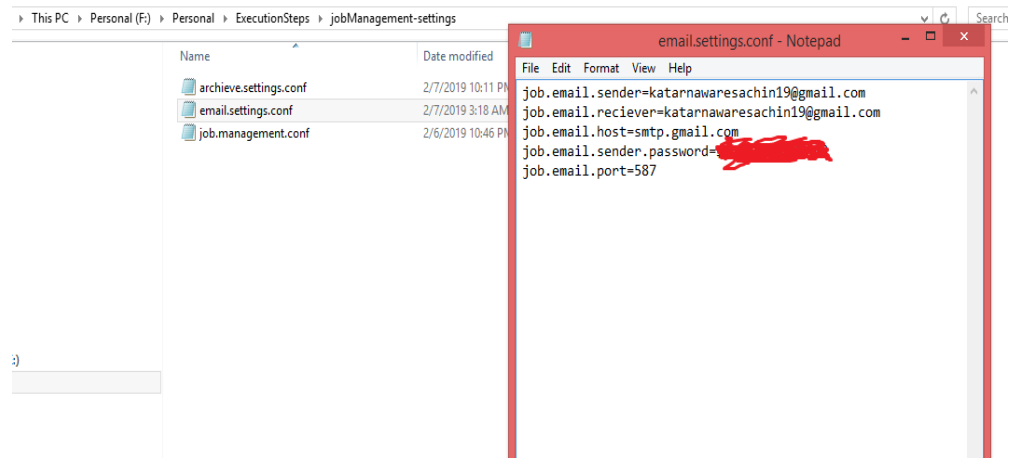 This PC Personal (F:) Personal ExecutionSteps jobManagement-settings Search
Name Date modified
archieve.settings.conf 2/7/2019 10:11 PM
email.settings.conf 2/7/2019 3:18 AM
job.management.conf 2/6/2019 10:46 PM
:)
email.settings.conf - Notepad
File Edit Format View Help
job.email.sender=katarnawaresachin19@gmail.com
job.email.reciever=katarnawaresachin19@gmail.com
job.email.host=smtp.gmail.com
job.email.sender.password=
job.email.port=587